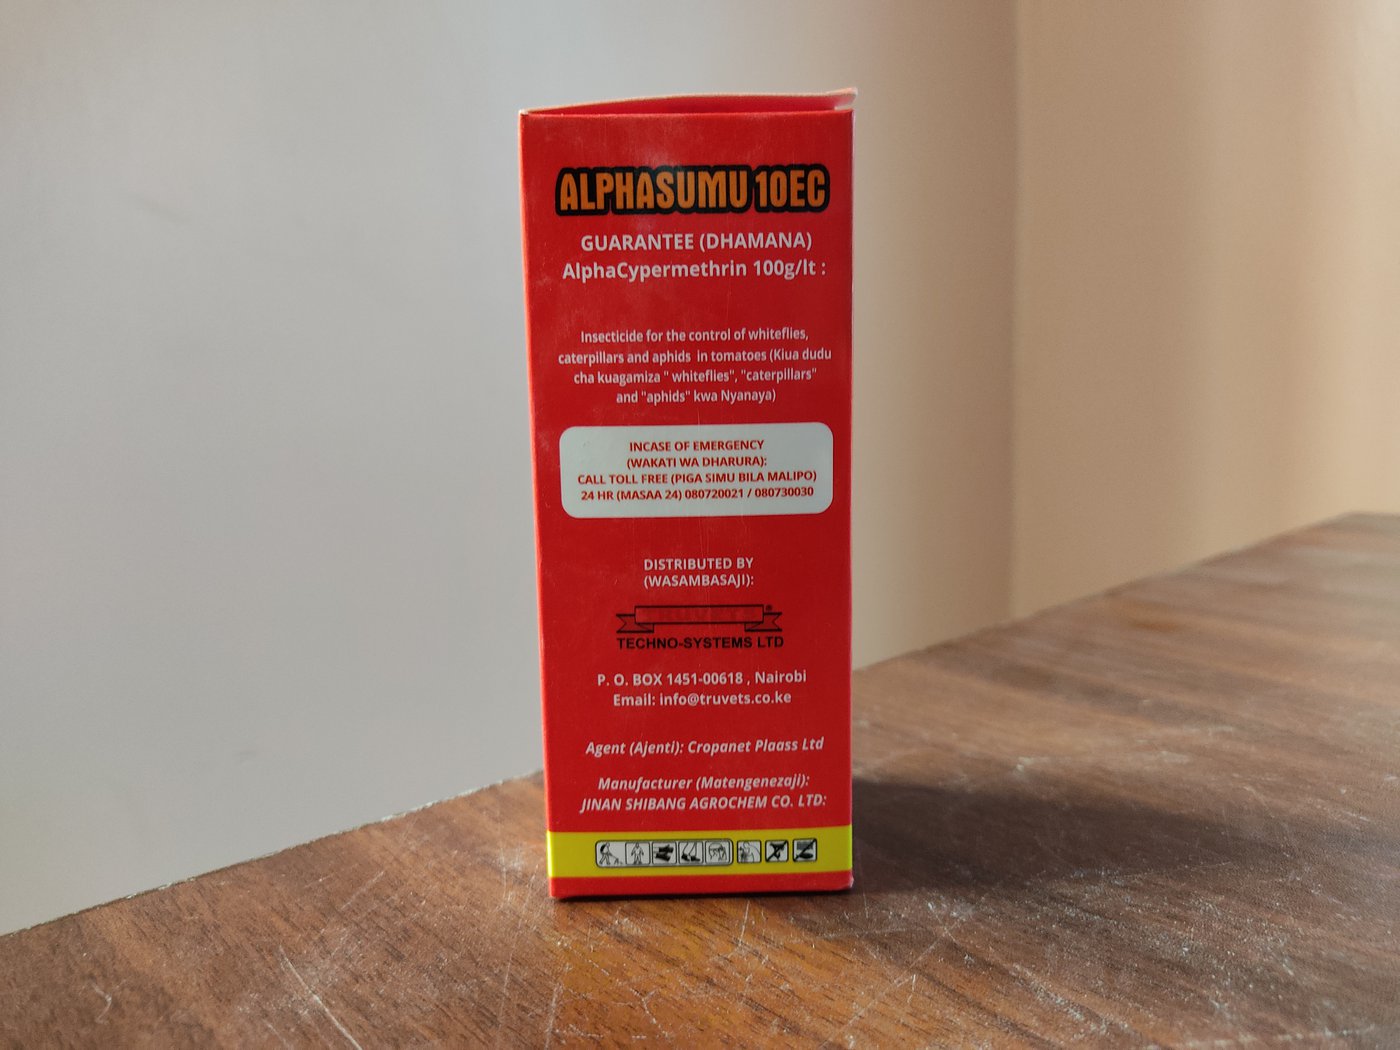 ALPHASUMU 10EC
GUARANTEE (DHAMANA)
AlphaCypermethrin 100g/lt :
Insecticide for the control of whiteflies,
caterpillars and aphids in tomatoes (Kiua dudu
cha kuagamiza " whiteflies", "caterpillars"
and "aphids" kwa Nyanaya)
INCASE OF EMERGENCY
(WAKATI WA DHARURA):
CALL TOLL FREE (PIGA SIMU BILA MALIPO)
24 HR (MASAA 24) 080720021 / 080730030
DISTRIBUTED BY
(WASAMBASAJI):
®
TECHNO-SYSTEMS LTD
P. O. BOX 1451-00618 , Nairobi
Email: info@truvets.co.ke
Agent (Ajenti): Cropanet Plaass Ltd
Manufacturer (Matengenezaji):
JINAN SHIBANG AGROCHEM CO. LTD: